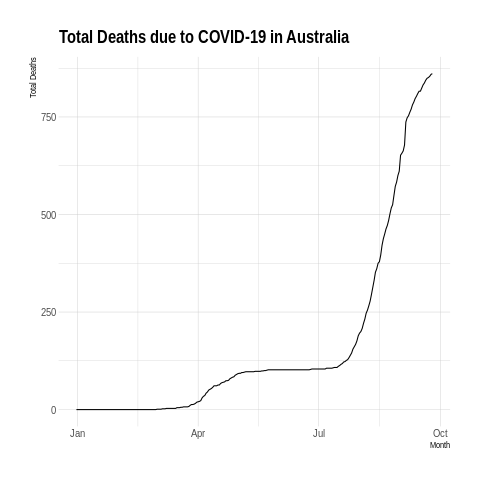 Total Deaths due to COVID-19 in Australia
Total Deaths
750
500
250
0
Jan Apr Jul Oct
Month